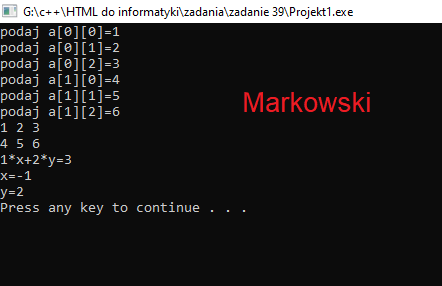 G:\c++\HTML do informatyki\zadania\zadanie 39\Projekt1.exe
podaj a[0][0]=1
podaj a[0][1]=2
podaj a[0][2]=3
podaj a[1][0]=4
podaj a[1][1]=5
podaj a[1][2]=6
Markowski
1 2 3
4 5 6
1*x+2*y=3
x=-1
y=2
Press any key to continue . . .